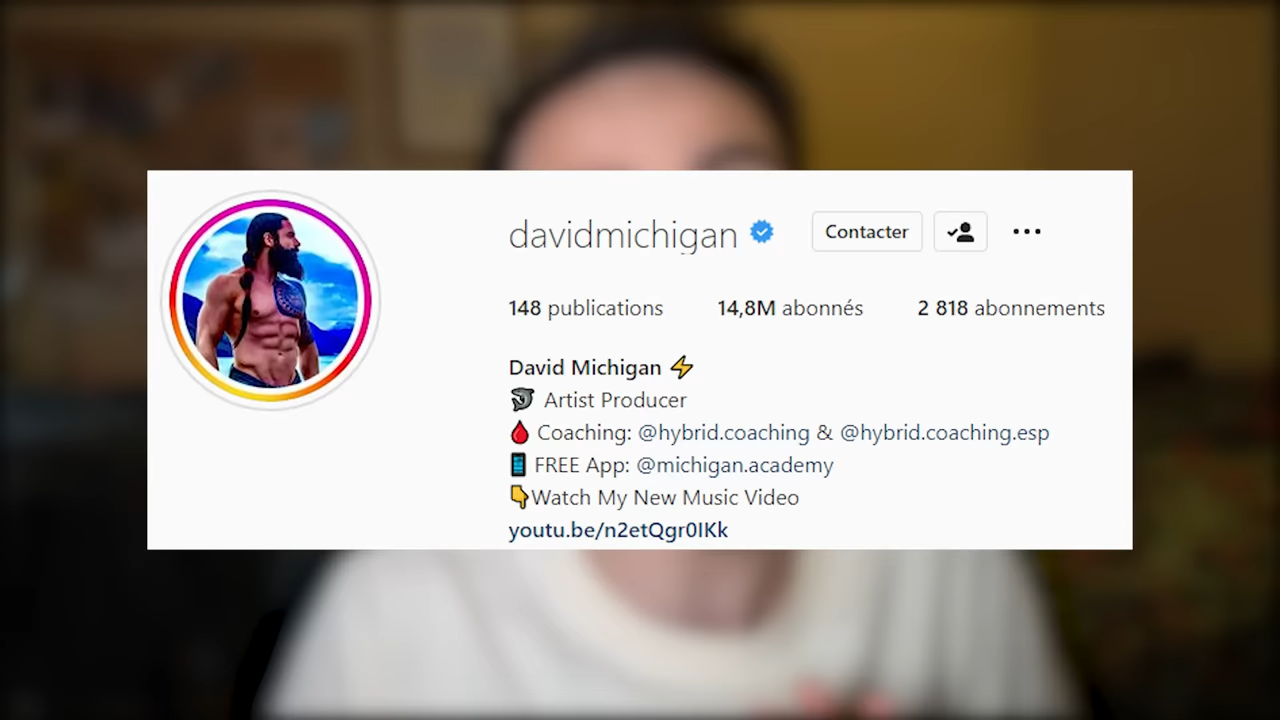 davidmichigan
Contacter
148 publications 14,8M abonnés 2 818 abonnements
David Michigan ⚡
Artist Producer
🩸 Coaching: @hybrid.coaching & @hybrid.coaching.esp
📱 FREE App: @michigan.academy
👇Watch My New Music Video
youtu.be/n2etQgr0IKk